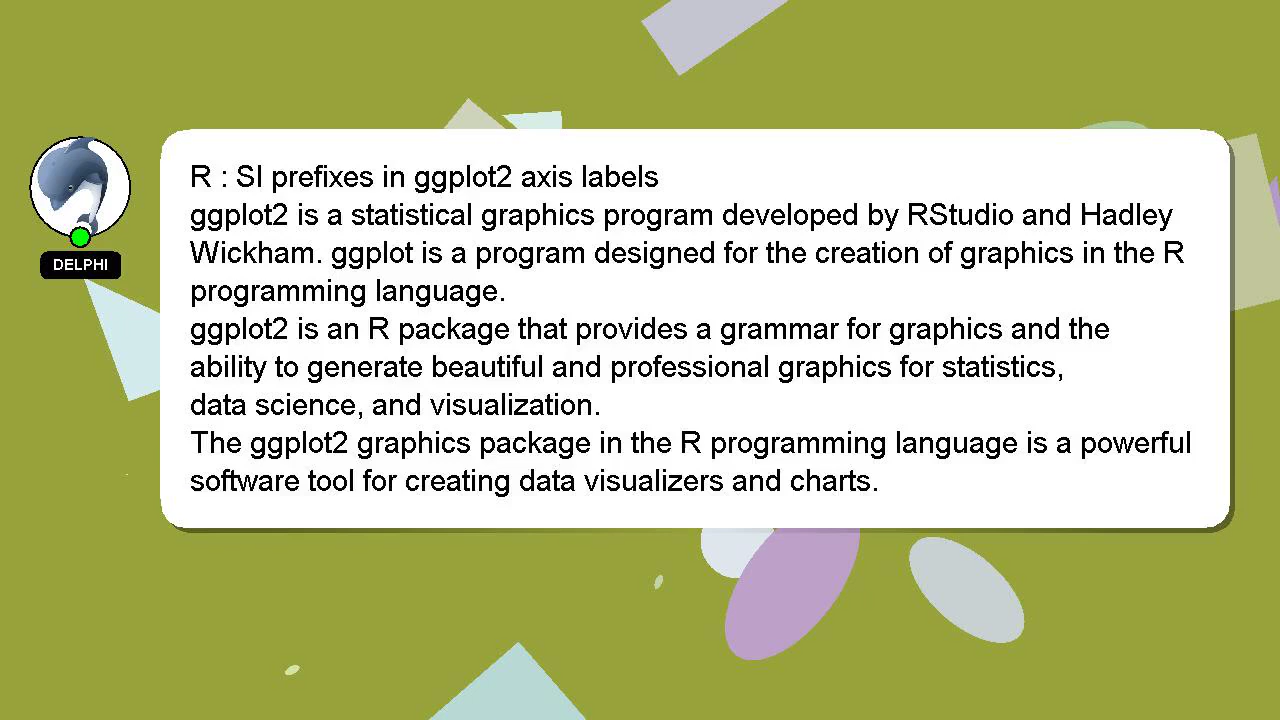 R : SI prefixes in ggplot2 axis labels
ggplot2 is a statistical graphics program developed by RStudio and Hadley
Wickham. ggplot is a program designed for the creation of graphics in the R
programming language.
ggplot2 is an R package that provides a grammar for graphics and the
ability to generate beautiful and professional graphics for statistics,
data science, and visualization.
The ggplot2 graphics package in the R programming language is a powerful
software tool for creating data visualizers and charts.
DELPHI